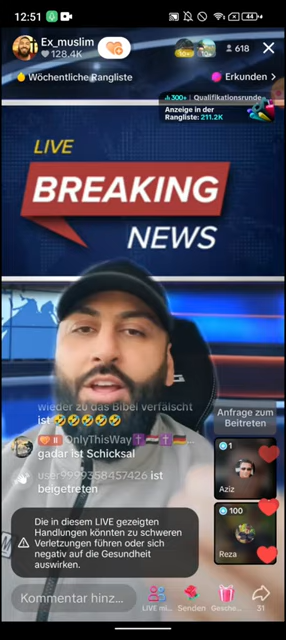 12:51
44
Ex_muslim
128.4K
618
Wöchentliche Rangliste
Erkunden >
300+ | Qualifikationsrunde
Anzeige in der
Rangliste: 211.2K
LIVE
BREAKING
NEWS
wieder zu das Bibel verfälscht
ist 🤣🤣🤣🤣🤣
OnlyThisWay
gadar ist Schicksal
user9999358457426 ist
beigetreten
Anfrage zum
Beitreten
1
Aziz
100
Reza
Die in diesem LIVE gezeigten
Handlungen könnten zu schweren
Verletzungen führen oder sich
negativ auf die Gesundheit
auswirken.
Kommentar hinz...
LIVE mi...
Senden
Gesche...
31